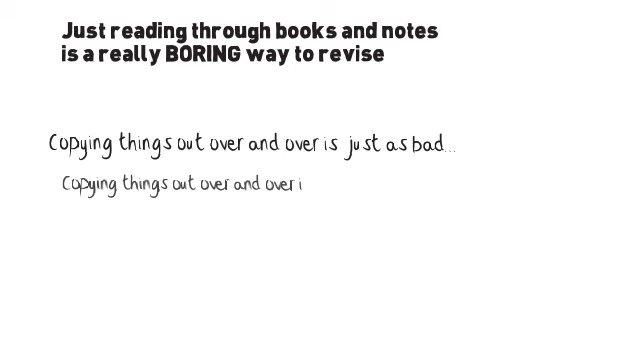 Just reading through books and notes
is a really BORING way to revise
Copying things out over and over is just as bad...
Copying things out over and over i